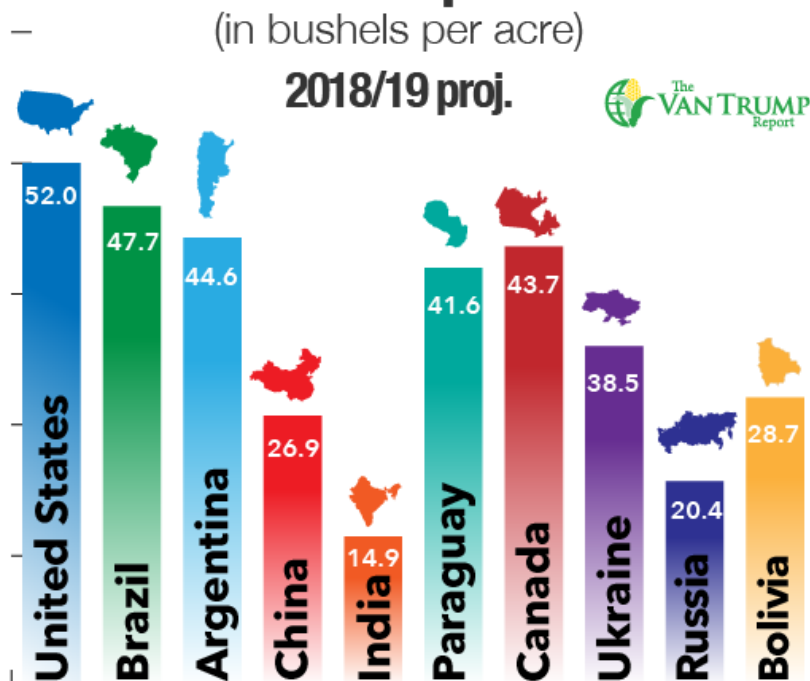 (in bushels per acre)
2018/19 proj.
The
VAN TRUMP
Report
52.0
47.7
44.6
26.9
14.9
41.6
43.7
38.5
20.4
28.7
United States
Brazil
Argentina
China
India
Paraguay
Canada
Ukraine
Russia
Bolivia